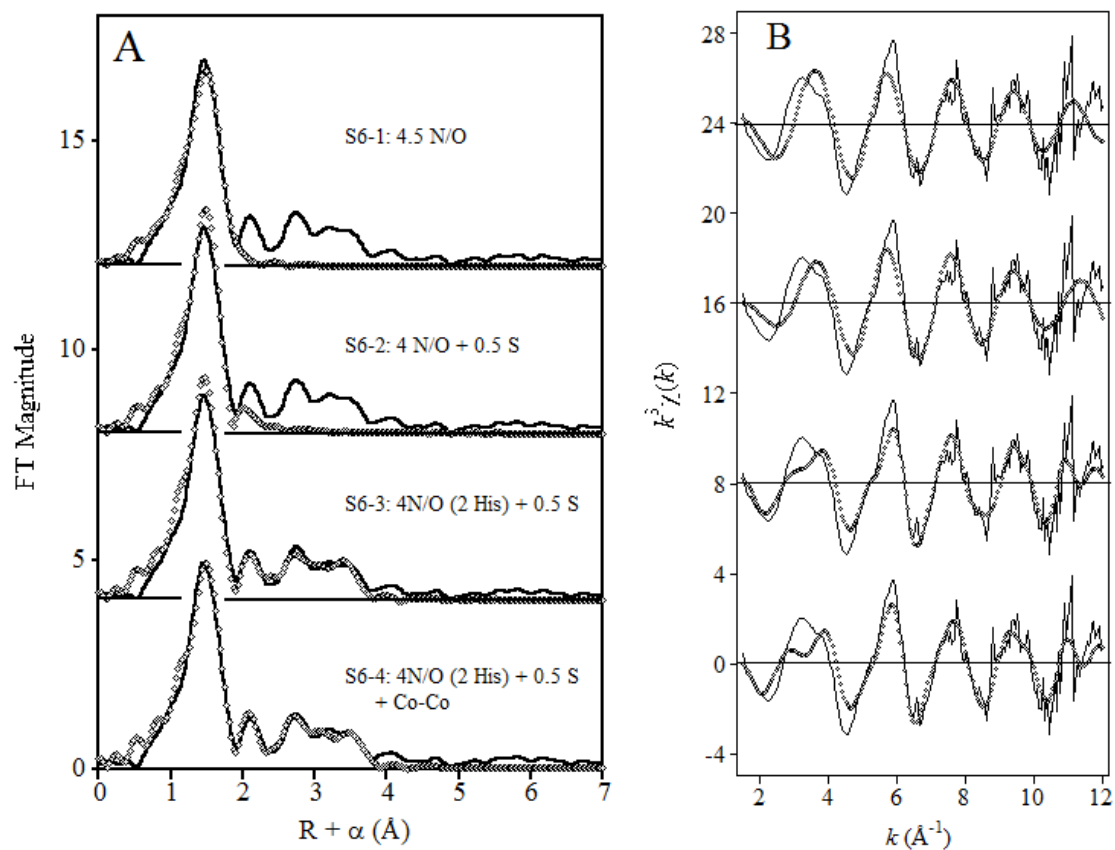 A
S6-1: 4.5 N/O
S6-2: 4 N/O + 0.5 S
S6-3: 4N/O (2 His) + 0.5 S
S6-4: 4N/O (2 His) + 0.5 S
+ Co-Co
FT Magnitude
15
10
5
0
0 1 2 3 4 5 6 7
R + α (Å)
B
k³χ(k)
28
24
20
16
12
8
4
0
-4
2 4 6 8 10 12
k (Å⁻¹)